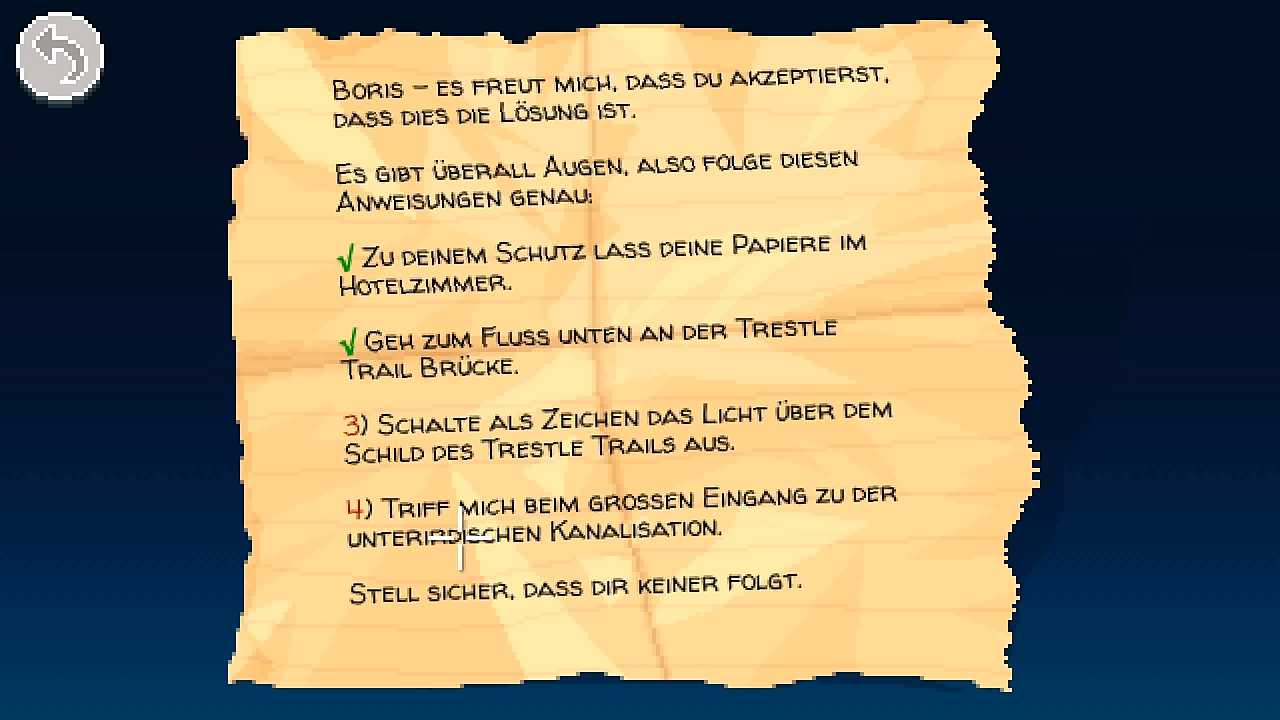 Boris – es freut mich, dass du akzeptierst,
dass dies die Lösung ist.
Es gibt überall Augen, also folge diesen
Anweisungen genau:
√ Zu deinem Schutz lass deine Papiere im
Hotelzimmer.
√ Geh zum Fluss unten an der Trestle
Trail Brücke.
3) Schalte als Zeichen das Licht über dem
Schild des Trestle Trails aus.
4) Triff mich beim grossen Eingang zu der
unterirdischen Kanalisation.
Stell sicher, dass dir keiner folgt.